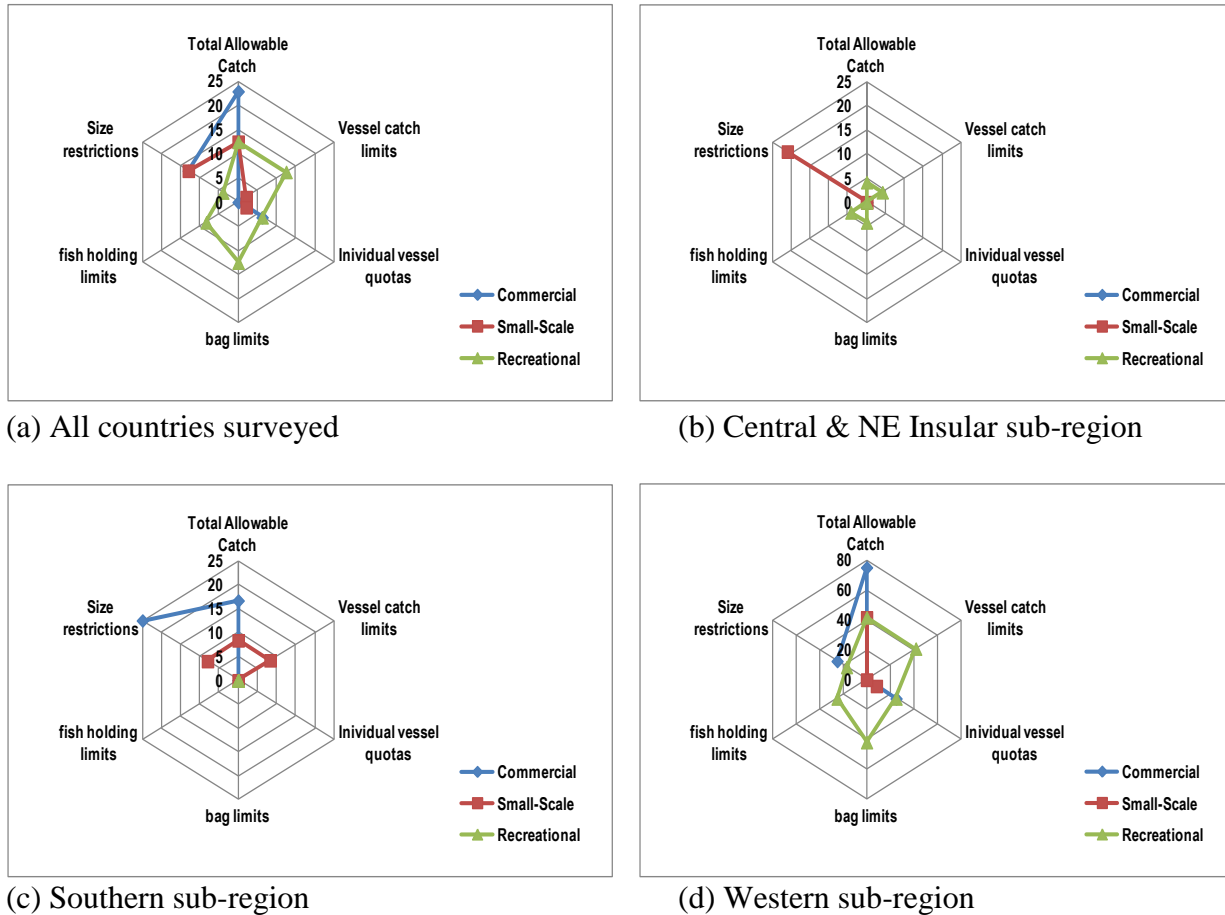 Total Allowable
Catch
25
20
15
10
5
0
Vessel catch
limits
Inividual vessel
quotas
bag limits
fish holding
limits
Size
restrictions
Commercial
Small-Scale
Recreational
(a) All countries surveyed
Total Allowable
Catch
25
20
15
10
5
0
Vessel catch
limits
Inividual vessel
quotas
bag limits
fish holding
limits
Size
restrictions
Commercial
Small-Scale
Recreational
(b) Central & NE Insular sub-region
Total Allowable
Catch
25
20
15
10
5
0
Vessel catch
limits
Inividual vessel
quotas
bag limits
fish holding
limits
Size
restrictions
Commercial
Small-Scale
Recreational
(c) Southern sub-region
Total Allowable
Catch
80
60
40
20
0
Vessel catch
limits
Inividual vessel
quotas
bag limits
fish holding
limits
Size
restrictions
Commercial
Small-Scale
Recreational
(d) Western sub-region